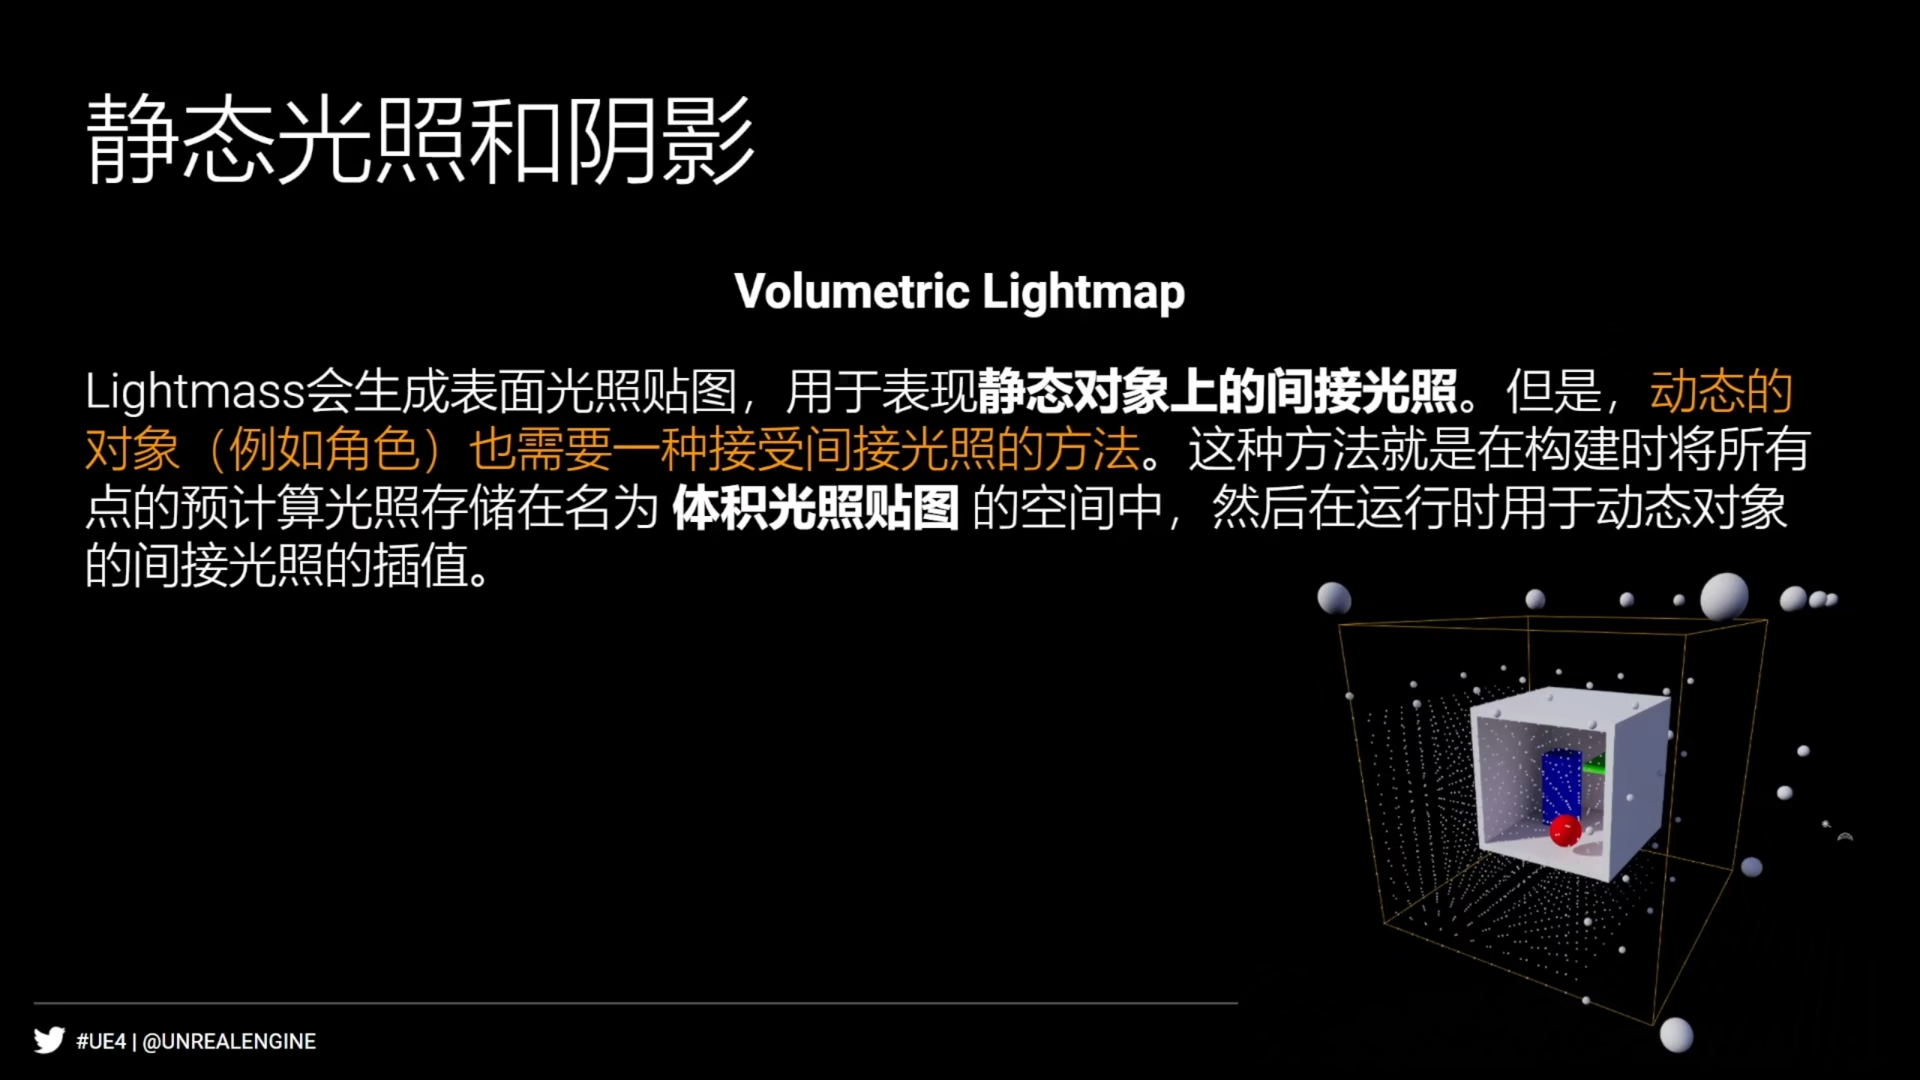 静态光照和阴影
Volumetric Lightmap
Lightmass会生成表面光照贴图，用于表现静态对象上的间接光照。但是，动态的
对象（例如角色）也需要一种接受间接光照的方法。这种方法就是在构建时将所有
点的预计算光照存储在名为 体积光照贴图 的空间中，然后在运行时用于动态对象
的间接光照的插值。
#UE4 | @UNREALENGINE